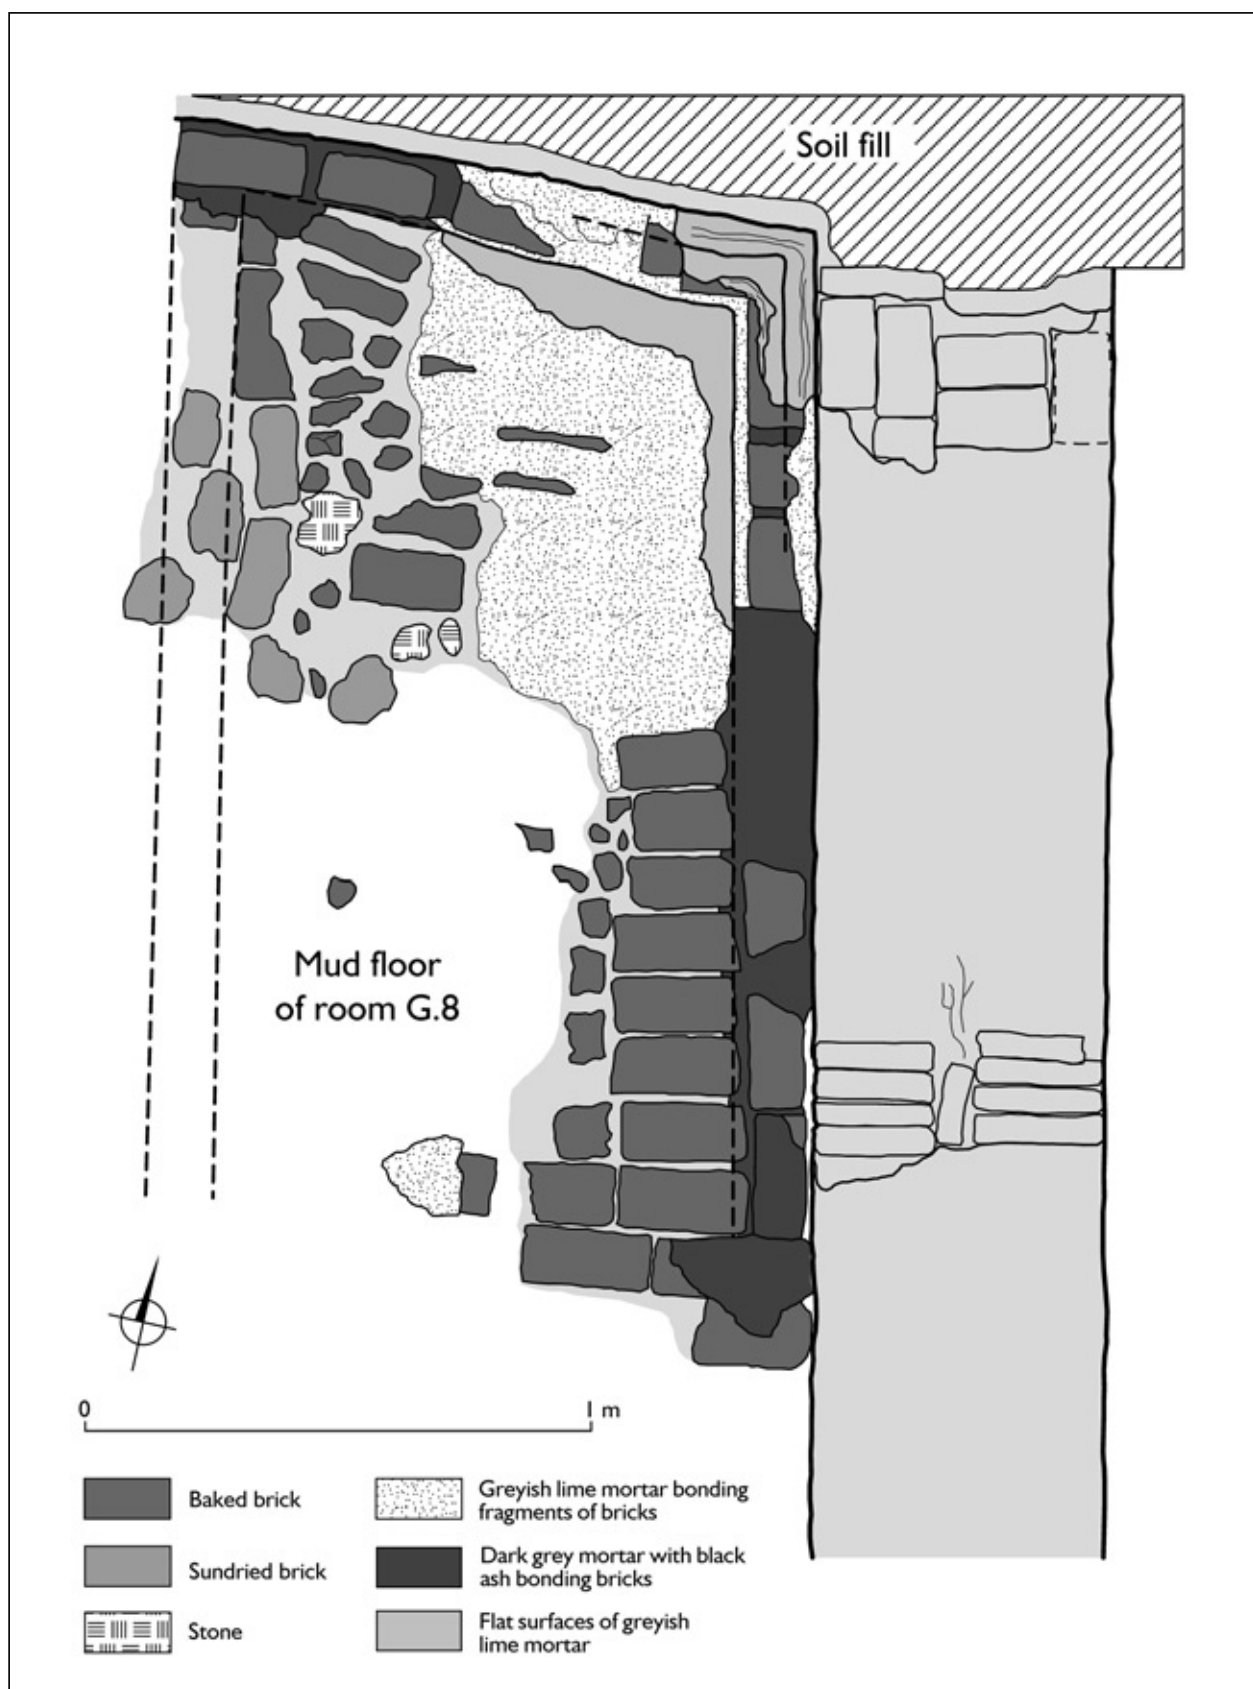 Soil fill
Mud floor
of room G.8
0 1 m
Baked brick
Sundried brick
Stone
Greyish lime mortar bonding
fragments of bricks
Dark grey mortar with black
ash bonding bricks
Flat surfaces of greyish
lime mortar